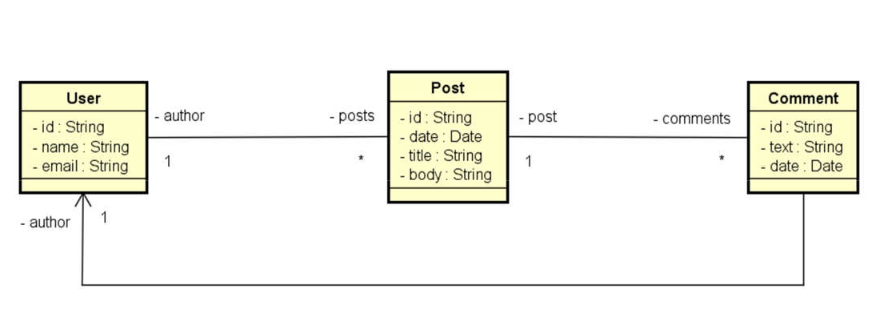 User
- id : String
- name : String
- email : String
- author
1
- posts
*
Post
- id : String
- date : Date
- title : String
- body : String
- post
1
- comments
*
Comment
- id : String
- text : String
- date : Date
- author
1